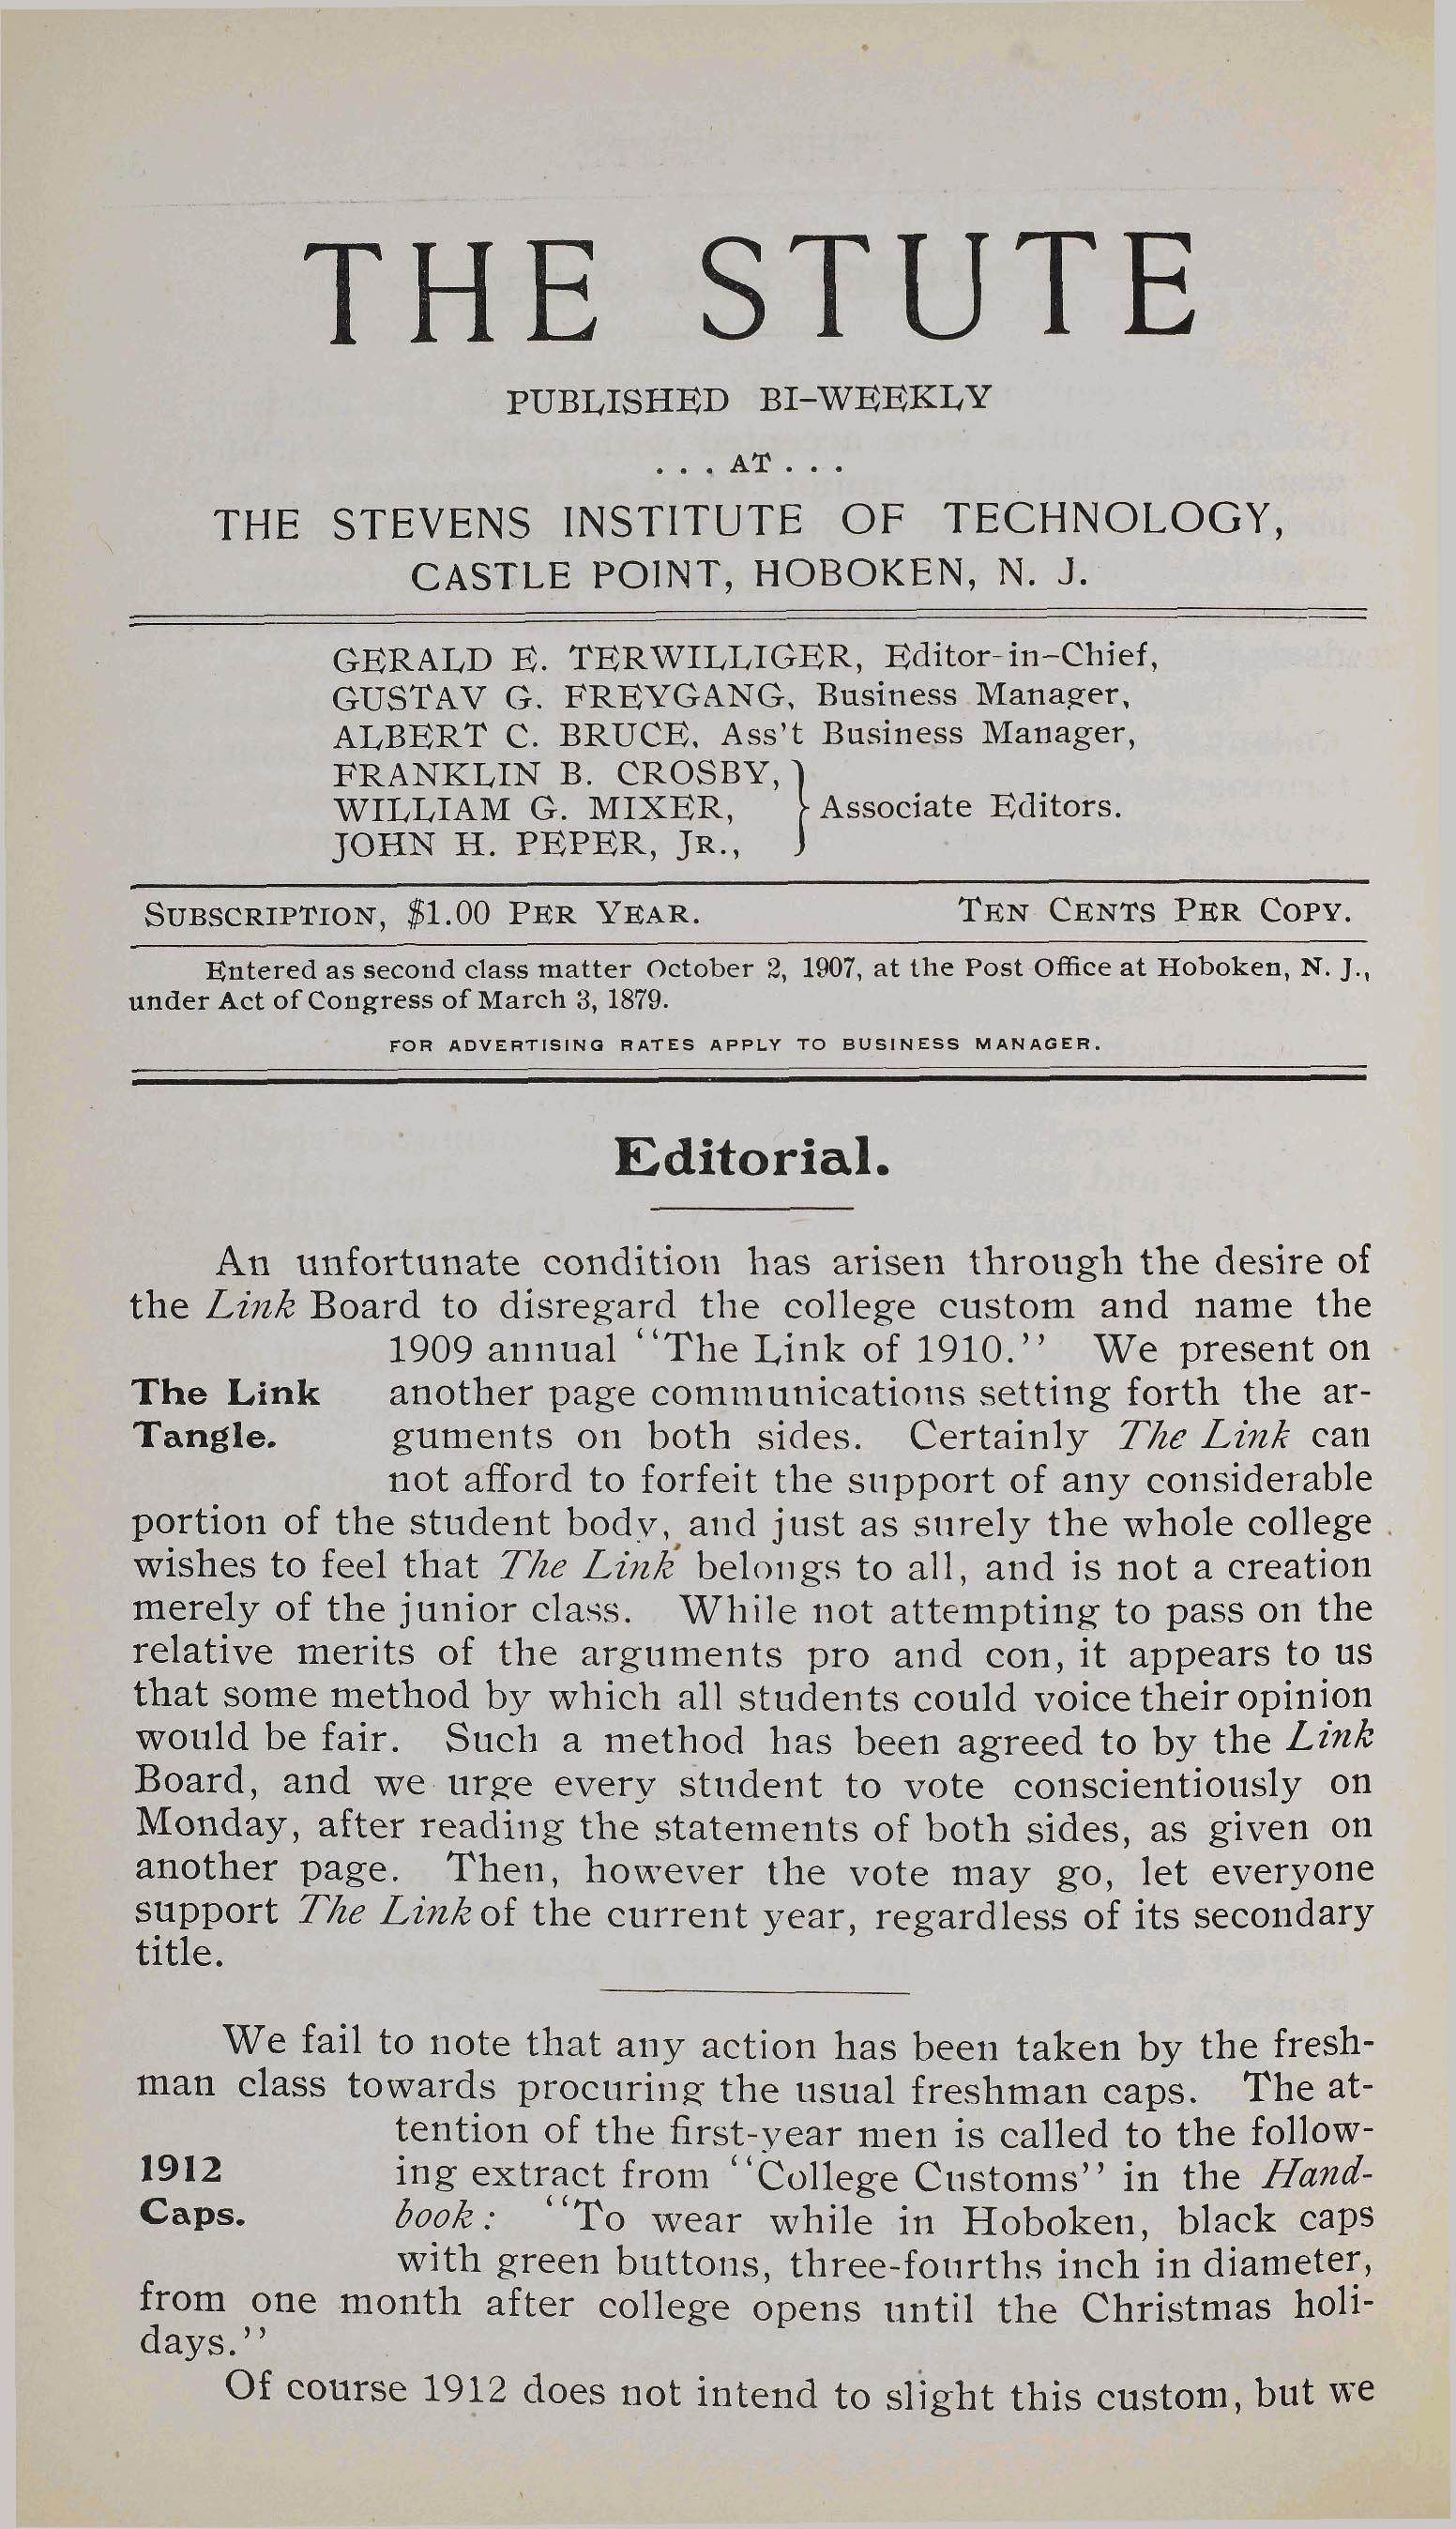 THE STUTE
PUBLISHED BI-WEEKLY
. . . AT . . .
THE STEVENS INSTITUTE OF TECHNOLOGY,
CASTLE POINT, HOBOKEN, N. J.
GERALD E. TERWILLIGER, Editor-in-Chief,
GUSTAV G. FREYGANG, Business Manager,
ALBERT C. BRUCE, Ass't Business Manager,
FRANKLIN B. CROSBY,
WILLIAM G. MIXER, } Associate Editors.
JOHN H. PEPER, JR.,
SUBSCRIPTION, $1.00 PER YEAR. TEN CENTS PER COPY.
Entered as second class matter October 2, 1907, at the Post Office at Hoboken, N. J.,
under Act of Congress of March 3, 1879.
FOR ADVERTISING RATES APPLY TO BUSINESS MANAGER.
Editorial.
An unfortunate condition has arisen through the desire of
the Link Board to disregard the college custom and name the
1909 annual "The Link of 1910." We present on
The Link another page communications setting forth the ar-
Tangle. guments on both sides. Certainly The Link can
not afford to forfeit the support of any considerable
portion of the student body, and just as surely the whole college
wishes to feel that The Link belongs to all, and is not a creation
merely of the junior class. While not attempting to pass on the
relative merits of the arguments pro and con, it appears to us
that some method by which all students could voice their opinion
would be fair. Such a method has been agreed to by the Link
Board, and we urge every student to vote conscientiously on
Monday, after reading the statements of both sides, as given on
another page. Then, however the vote may go, let everyone
support The Link of the current year, regardless of its secondary
title.
We fail to note that any action has been taken by the fresh-
man class towards procuring the usual freshman caps. The at-
tention of the first-year men is called to the follow-
1912 ing extract from "College Customs" in the Hand-
Caps. book: "To wear while in Hoboken, black caps
with green buttons, three-fourths inch in diameter,
from one month after college opens until the Christmas holi-
days."
Of course 1912 does not intend to slight this custom, but we